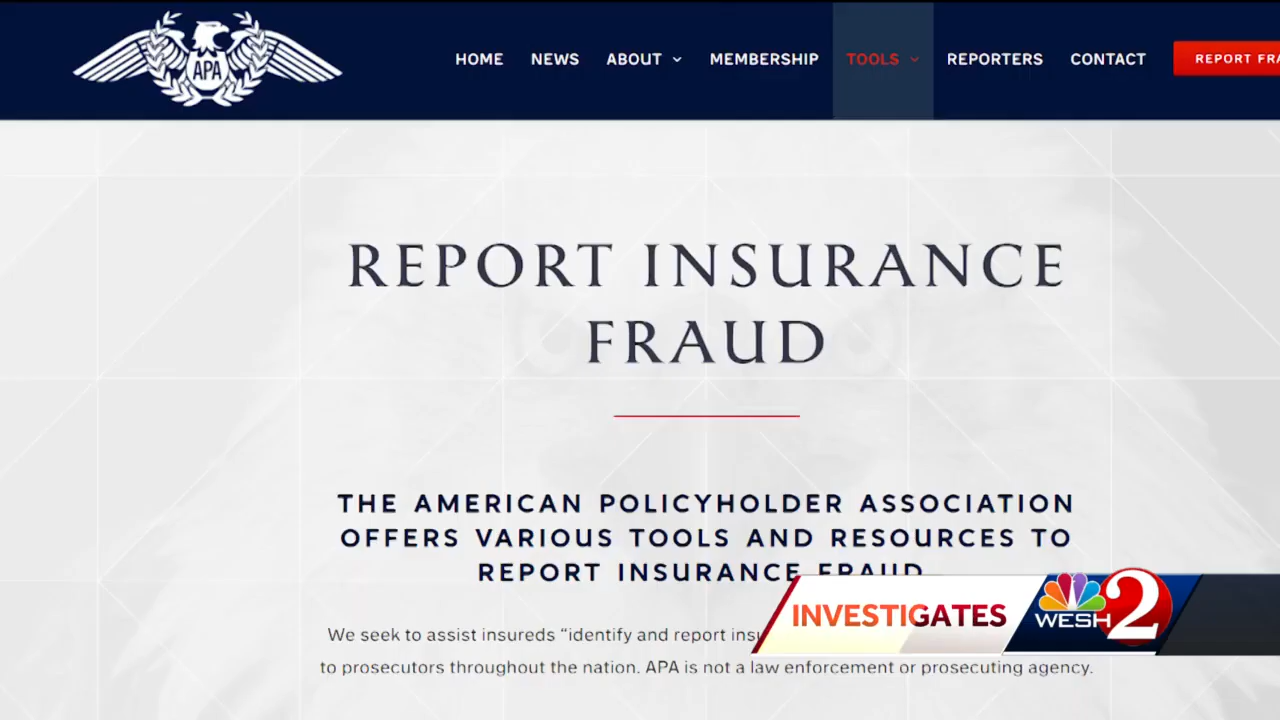 APA
HOME NEWS ABOUT MEMBERSHIP TOOLS REPORTERS CONTACT REPORT
REPORT INSURANCE
FRAUD
THE AMERICAN POLICYHOLDER ASSOCIATION
OFFERS VARIOUS TOOLS AND RESOURCES TO
REPORT INSURANCE FRAUD
We seek to assist insureds “identify and report
to prosecutors throughout the nation. APA is not a law enforcement or prosecuting agency.
INVESTIGATES
WESH 2